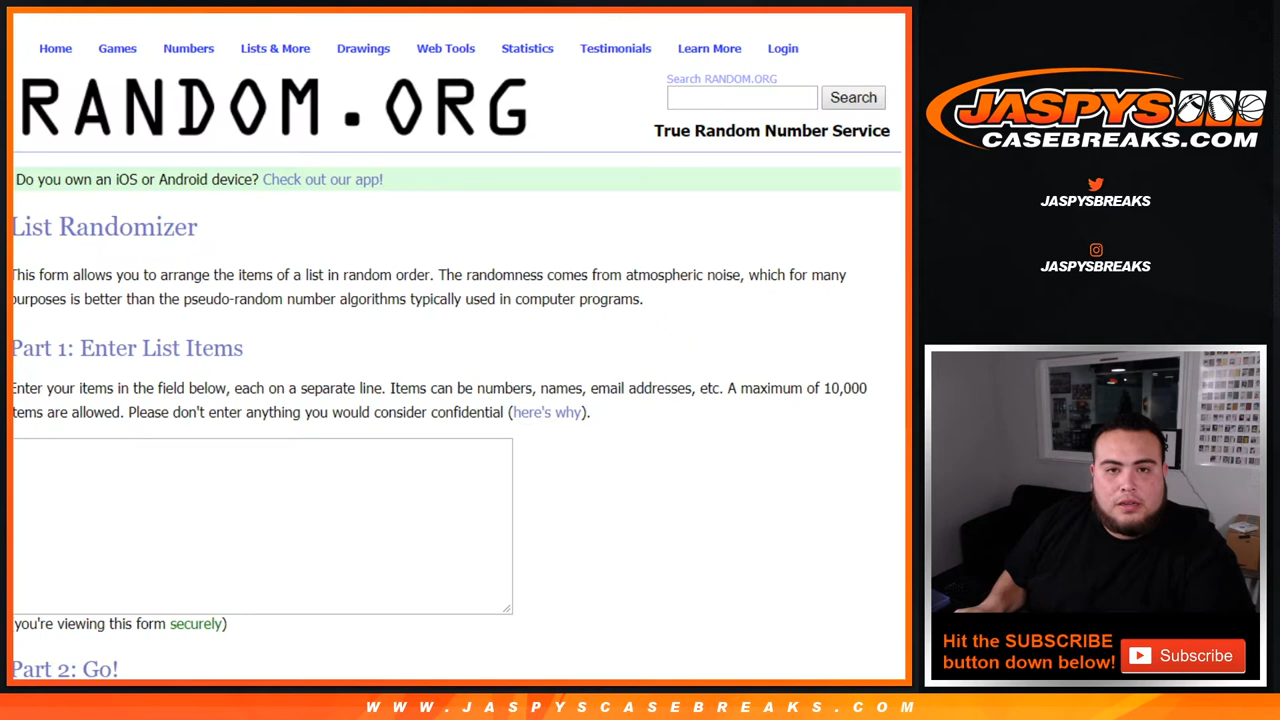 Home Games Numbers Lists & More Drawings Web Tools Statistics Testimonials Learn More Login
RANDOM.ORG
Search RANDOM.ORG
Search
True Random Number Service
Do you own an iOS or Android device? Check out our app!
List Randomizer
This form allows you to arrange the items of a list in random order. The randomness comes from atmospheric noise, which for many
purposes is better than the pseudo-random number algorithms typically used in computer programs.
Part 1: Enter List Items
Enter your items in the field below, each on a separate line. Items can be numbers, names, email addresses, etc. A maximum of 10,000
items are allowed. Please don't enter anything you would consider confidential (here's why).
you're viewing this form securely)
Part 2: Go!
JASPYS
CASEBREAKS.COM
JASPYSBREAKS
JASPYSBREAKS
Hit the SUBSCRIBE
button down below!
Subscribe
WWW.JASPYSCASEBREAKS.COM